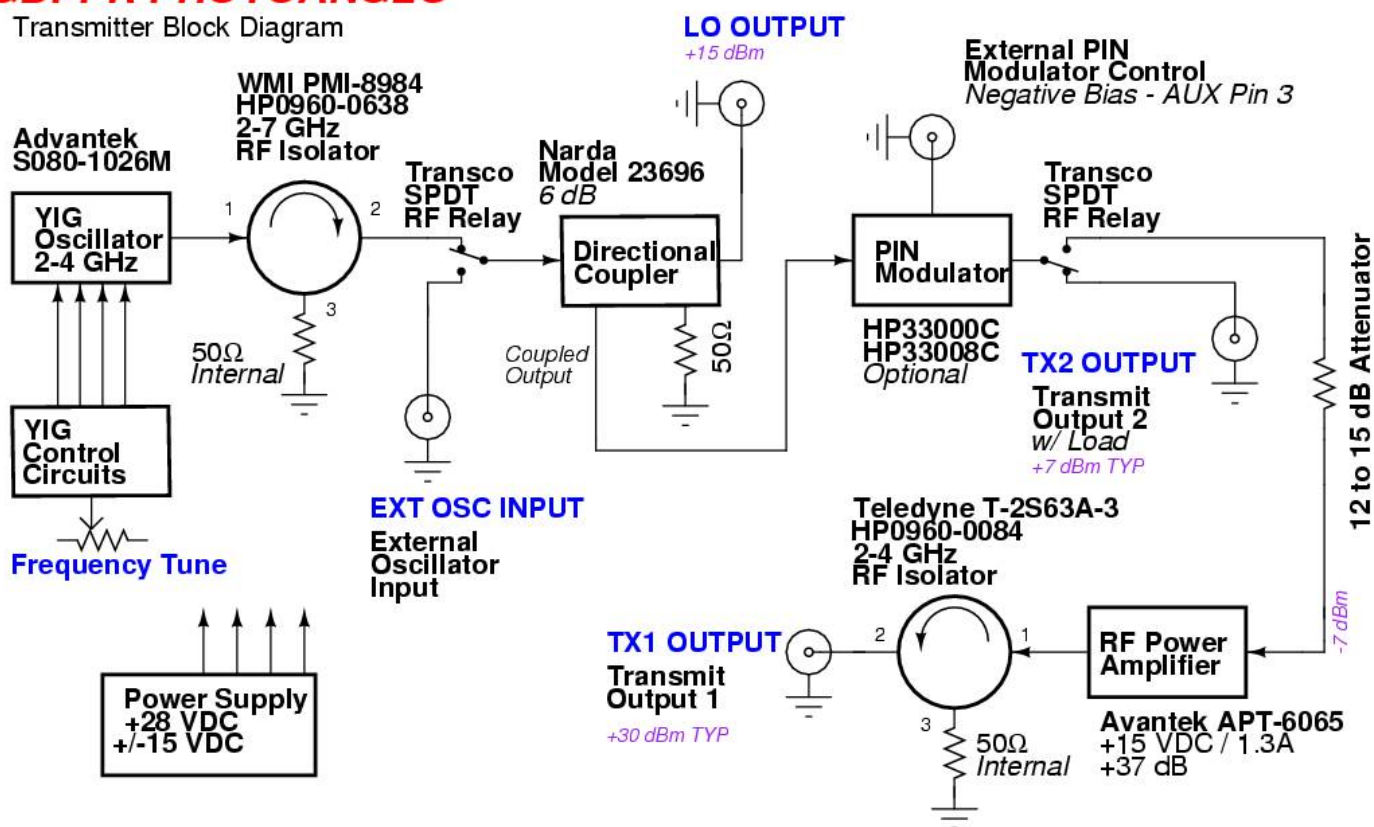 Transmitter Block Diagram
LO OUTPUT
+15 dBm
External PIN
Modulator Control
Negative Bias - AUX Pin 3
WMI PMI-8984
HP0960-0638
2-7 GHz
RF Isolator
Advantek
S080-1026M
Transco
SPDT
RF Relay
Narda
Model 23696
6 dB
Transco
SPDT
RF Relay
YIG
Oscillator
2-4 GHz
1
2
3
50Ω
Internal
Directional
Coupler
Coupled
Output
50Ω
PIN
Modulator
HP33000C
HP33008C
Optional
TX2 OUTPUT
Transmit
Output 2
w/ Load
+7 dBm TYP
12 to 15 dB Attenuator
YIG
Control
Circuits
Frequency Tune
EXT OSC INPUT
External
Oscillator
Input
Teledyne T-2S63A-3
HP0960-0084
2-4 GHz
RF Isolator
-7 dBm
TX1 OUTPUT
Transmit
Output 1
+30 dBm TYP
2
1
3
50Ω
Internal
RF Power
Amplifier
Avantek APT-6065
+15 VDC / 1.3A
+37 dB
Power Supply
+28 VDC
+/-15 VDC